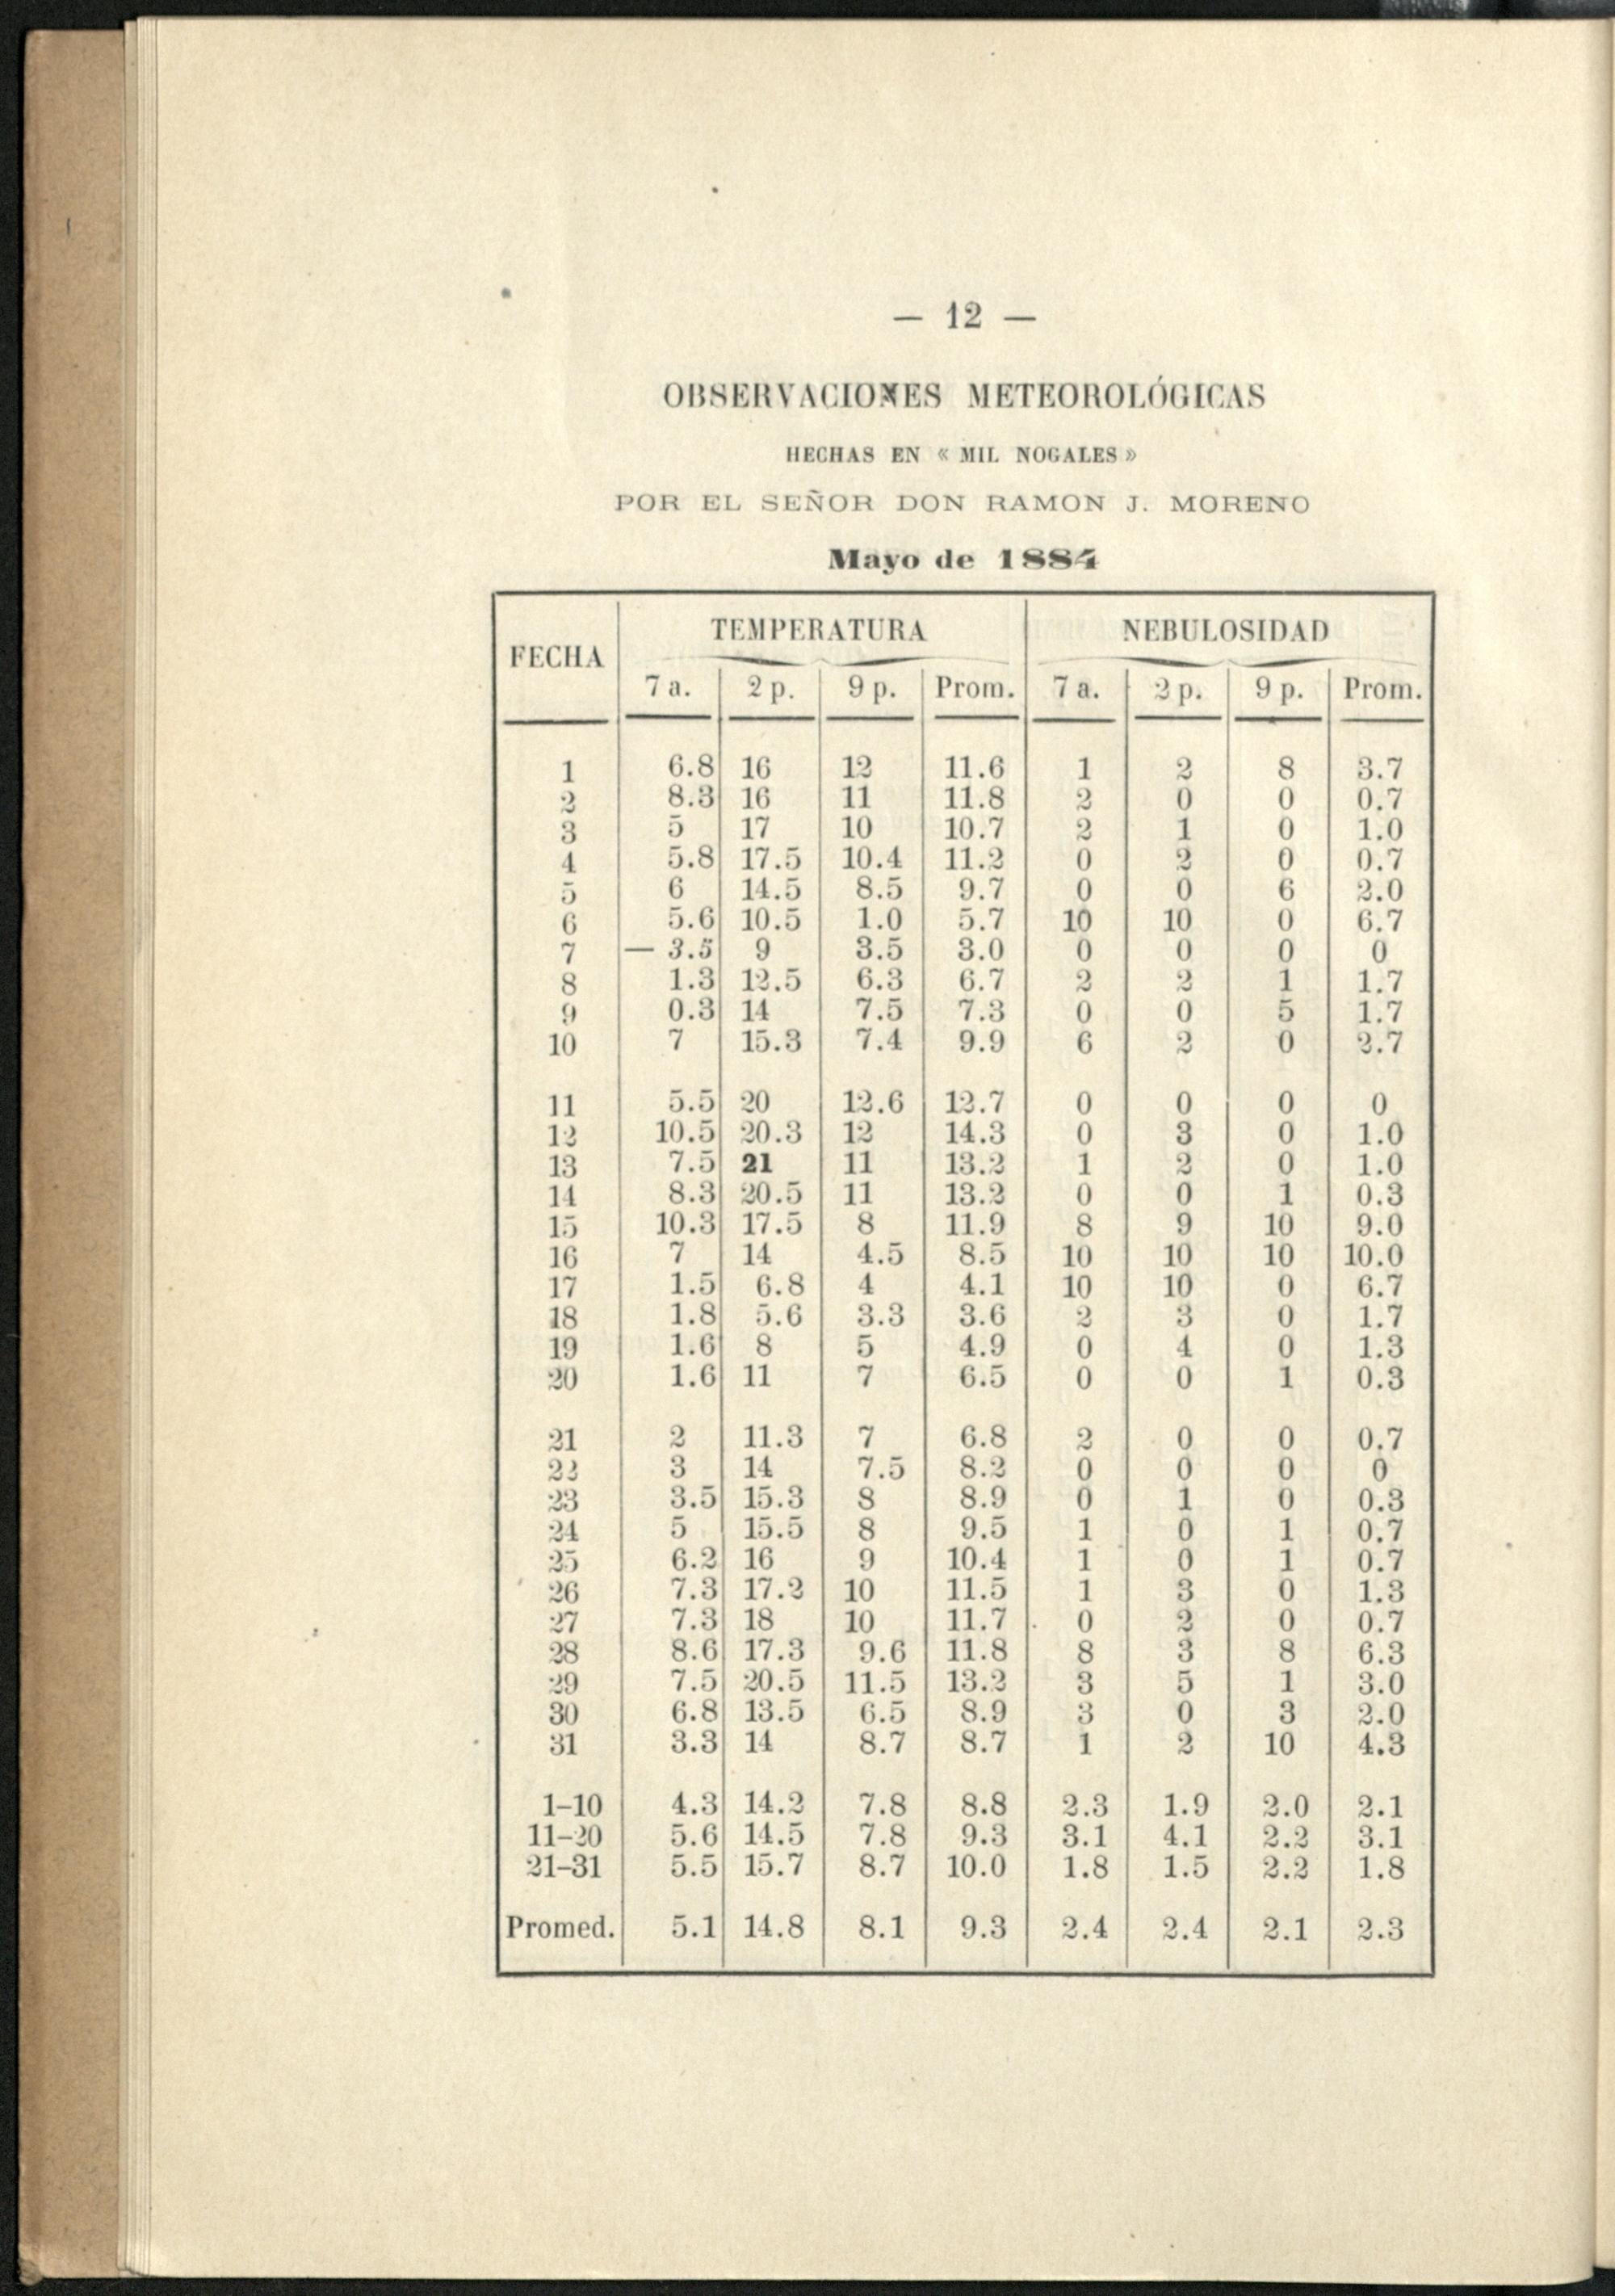 — 12 —
OBSERVACIONES METEOROLÓGICAS
HECHAS EN « MIL NOGALES »
POR EL SEÑOR DON RAMON J. MORENO
Mayo de 1884
FECHA TEMPERATURA NEBULOSIDAD
7 a. 2 p. 9 p. Prom. 7 a. 2 p. 9 p. Prom.
1 6.8 16 12 11.6 1 2 8 3.7
2 8.3 16 11 11.8 2 0 0 0.7
3 5 17 10 10.7 2 1 0 1.0
4 5.8 17.5 10.4 11.2 0 2 0 0.7
5 6 14.5 8.5 9.7 0 0 6 2.0
6 5.6 10.5 1.0 5.7 10 10 0 6.7
7 — 3.5 9 3.5 3.0 0 0 0 0
8 1.3 12.5 6.3 6.7 2 2 1 1.7
9 0.3 14 7.5 7.3 0 0 5 1.7
10 7 15.3 7.4 9.9 6 2 0 2.7
11 5.5 20 12.6 12.7 0 0 0 0
12 10.5 20.3 12 14.3 0 3 0 1.0
13 7.5 21 11 13.2 1 2 0 1.0
14 8.3 20.5 11 13.2 0 0 1 0.3
15 10.3 17.5 8 11.9 8 9 10 9.0
16 7 14 4.5 8.5 10 10 10 10.0
17 1.5 6.8 4 4.1 10 10 0 6.7
18 1.8 5.6 3.3 3.6 2 3 0 1.7
19 1.6 8 5 4.9 0 4 0 1.3
20 1.6 11 7 6.5 0 0 1 0.3
21 2 11.3 7 6.8 2 0 0 0.7
22 3 14 7.5 8.2 0 0 0 0
23 3.5 15.3 8 8.9 0 1 0 0.3
24 5 15.5 8 9.5 1 0 1 0.7
25 6.2 16 9 10.4 1 0 1 0.7
26 7.3 17.2 10 11.5 1 3 0 1.3
27 7.3 18 10 11.7 0 2 0 0.7
28 8.6 17.3 9.6 11.8 8 3 8 6.3
29 7.5 20.5 11.5 13.2 3 5 1 3.0
30 6.8 13.5 6.5 8.9 3 0 3 2.0
31 3.3 14 8.7 8.7 1 2 10 4.3
1-10 4.3 14.2 7.8 8.8 2.3 1.9 2.0 2.1
11-20 5.6 14.5 7.8 9.3 3.1 4.1 2.2 3.1
21-31 5.5 15.7 8.7 10.0 1.8 1.5 2.2 1.8
Promed. 5.1 14.8 8.1 9.3 2.4 2.4 2.1 2.3